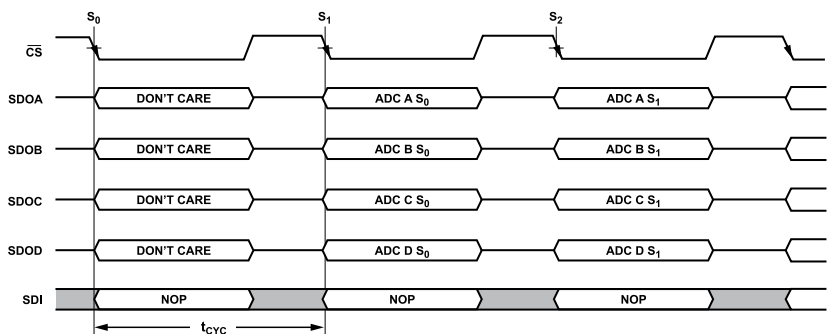 S0 S1 S2
CS
SDOA DON'T CARE ADC A S0 ADC A S1
SDOB DON'T CARE ADC B S0 ADC B S1
SDOC DON'T CARE ADC C S0 ADC C S1
SDOD DON'T CARE ADC D S0 ADC D S1
SDI NOP NOP NOP
tCYC